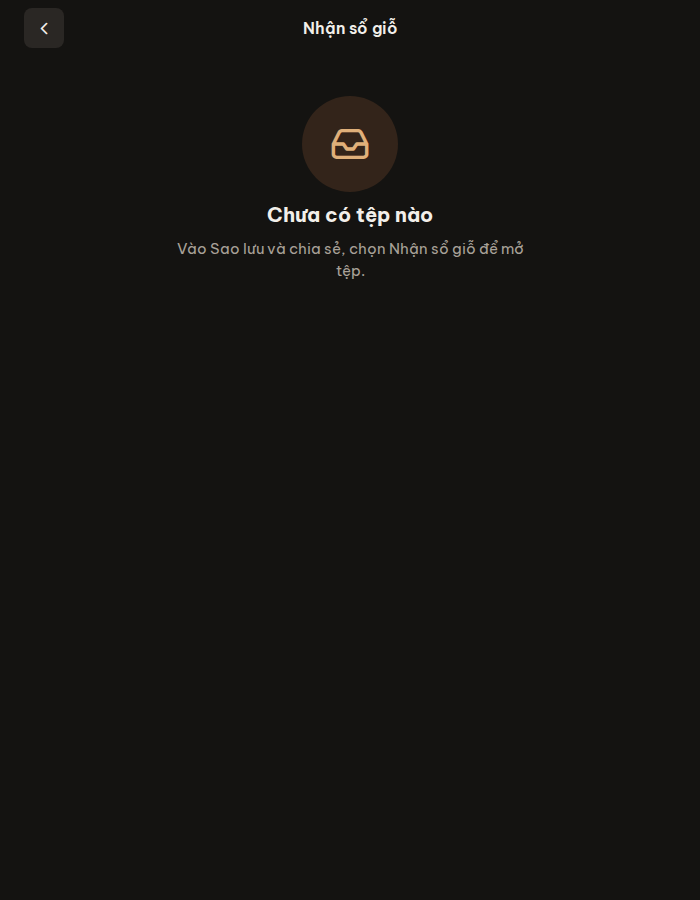 Nhận sổ giỗ
Chưa có tệp nào
Vào Sao lưu và chia sẻ, chọn Nhận sổ giỗ để mở
tệp.